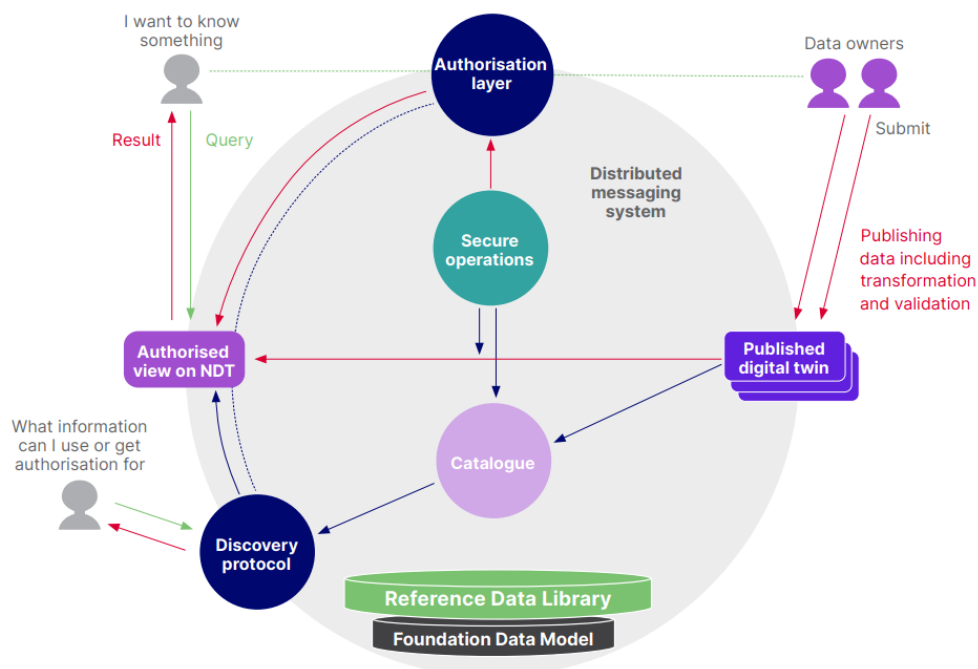 I want to know
something
Authorisation
layer
Data owners
Result
Query
Submit
Distributed
messaging
system
Secure
operations
Publishing
data including
transformation
and validation
Authorised
view on NDT
Published
digital twin
What information
can I use or get
authorisation for
Catalogue
Discovery
protocol
Reference Data Library
Foundation Data Model